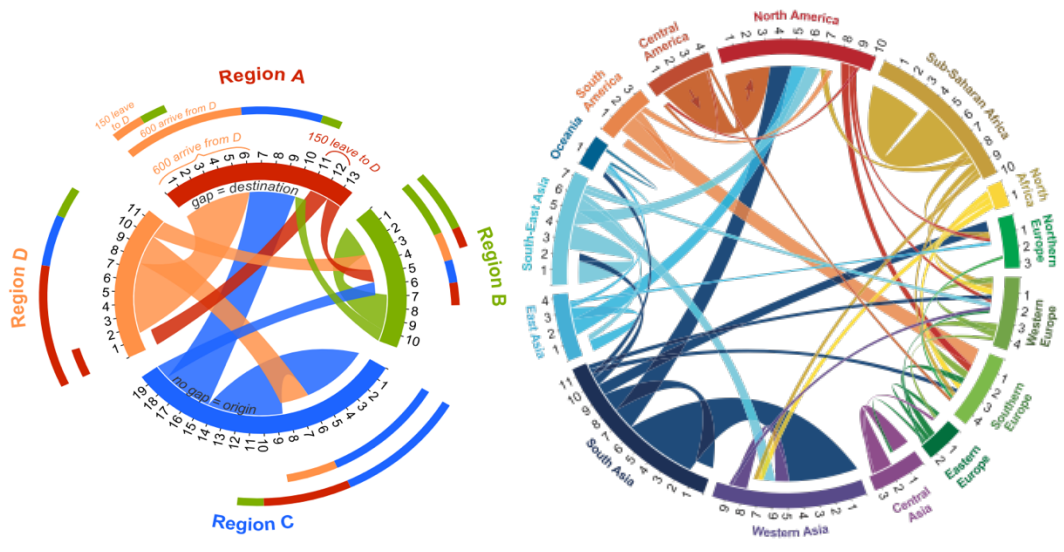 Region A
150 leave
to D
600 arrive from D
600 arrive from D
150 leave to D
1 2 3 4 5 6 7 8 9 10 11 12 13
gap = destination
Region B
1 2 3 4 5 6 7 8 9 10
Region C
1 2 3 4 5 6 7 8 9 10 11 12 13 14 15 16 17 18 19
no gap = origin
Region D
1 2 3 4 5 6 7 8 9 10 11
North America
1 2 3 4 5 6 7 8 9 10
Sub-Saharan Africa
1 2 3 4 5 6 7 8 9 10
North
Africa
1
Northern
Europe
1 2 3
Western
Europe
1 2 3 4
Southern
Europe
1 2 3 4
Eastern
Europe
1 2
Central
Asia
1 2 3
Western Asia
1 2 3 4 5 6 7 8 9
South Asia
1 2 3 4 5 6 7 8 9 10 11
East Asia
1 2 3 4
South-East Asia
1 2 3 4 5 6 7
Oceania
1
South
America
1 2 3
Central
America
1 2 3 4